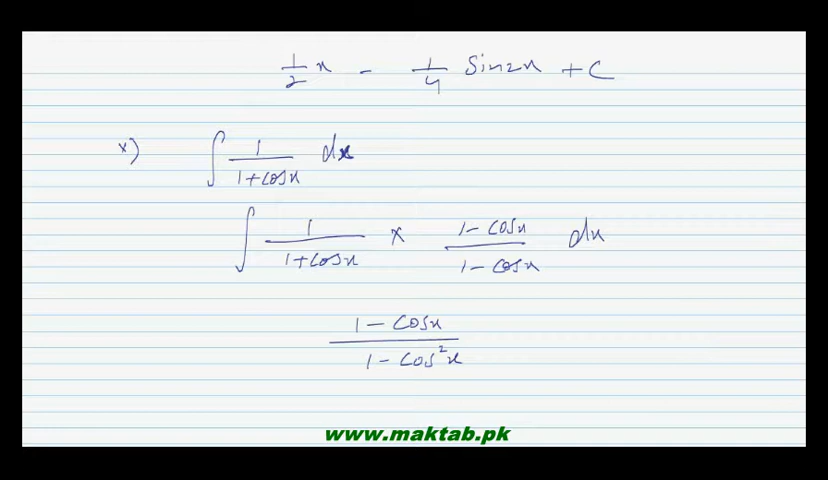 1/2 x - 1/4 Sin2x + C
x) ∫ 1/(1+cosx) dx
∫ 1/(1+cosx) × (1-cosx)/(1-cosx) dx
(1-cosx)/(1-cos²x)
www.maktab.pk